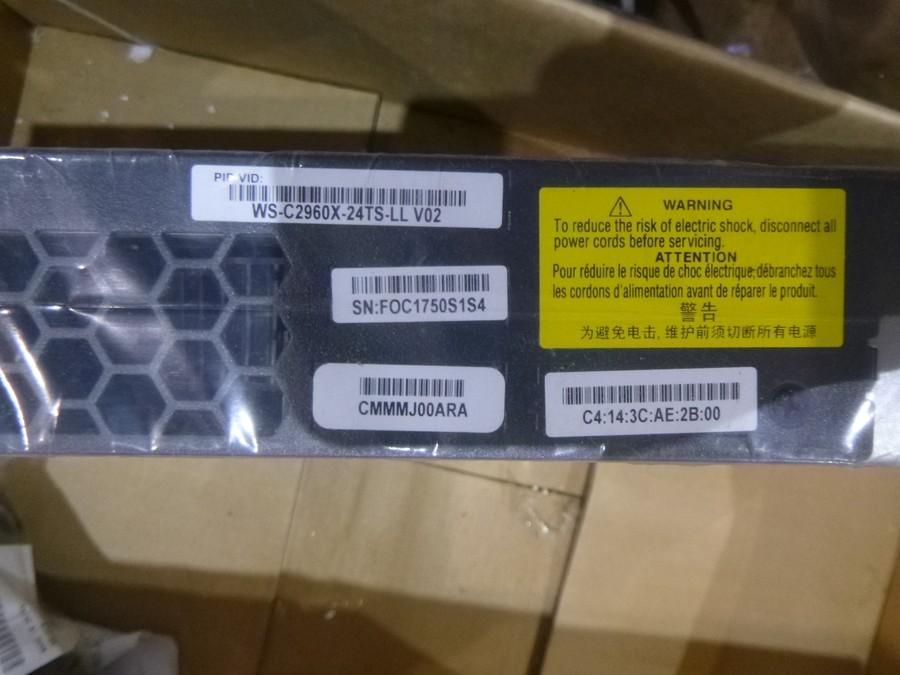 PID VID:
WS-C2960X-24TS-LL V02
SN:FOC1750S1S4
CMMMJ00ARA
WARNING
To reduce the risk of electric shock, disconnect all
power cords before servicing.
ATTENTION
Pour réduire le risque de choc électrique, débranchez tous
les cordons d'alimentation avant de réparer le produit.
警告
为避免电击, 维护前须切断所有电源
C4:14:3C:AE:2B:00